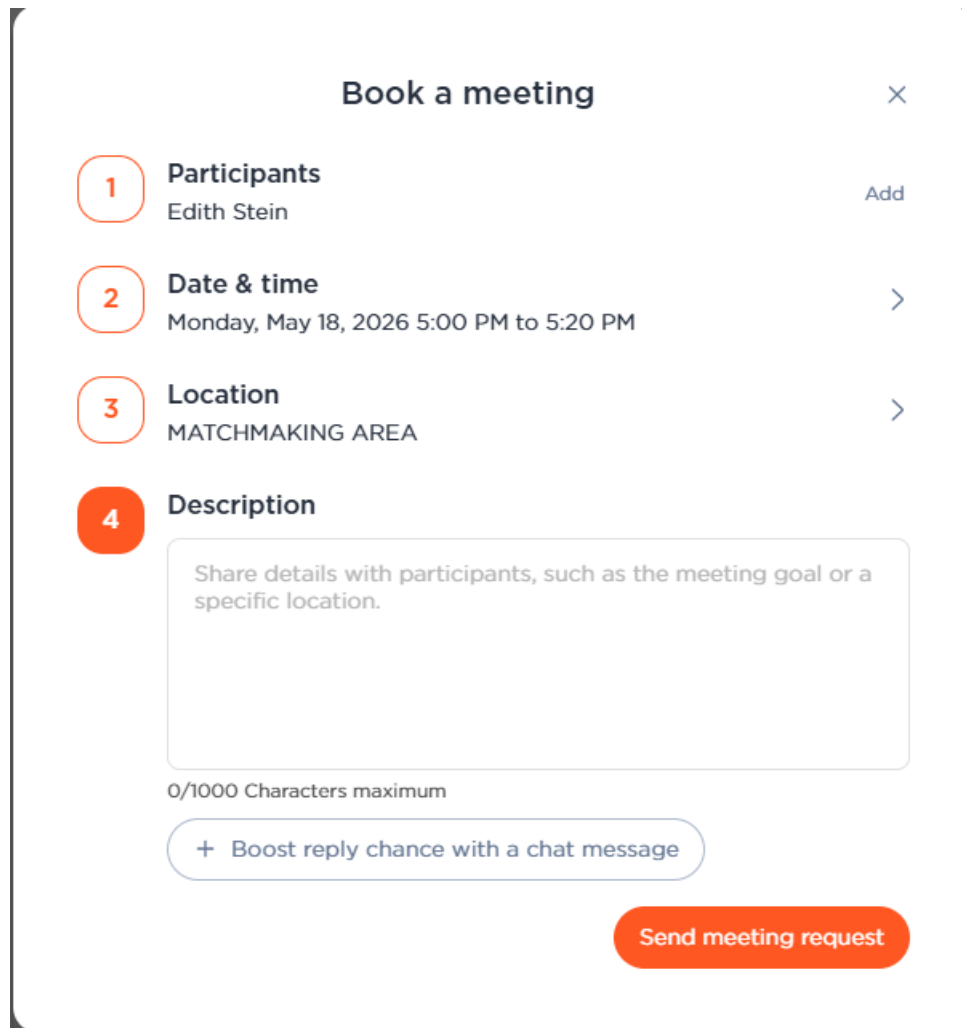 Book a meeting
1
Participants
Edith Stein
Add
2
Date & time
Monday, May 18, 2026 5:00 PM to 5:20 PM
3
Location
MATCHMAKING AREA
4
Description
Share details with participants, such as the meeting goal or a
specific location.
0/1000 Characters maximum
+ Boost reply chance with a chat message
Send meeting request